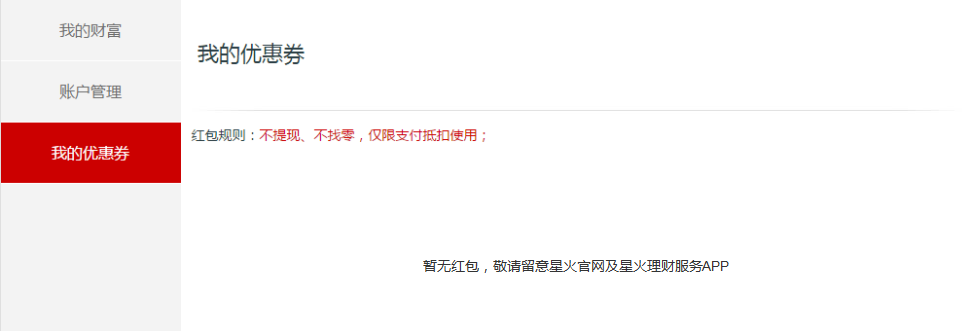 我的财富
账户管理
我的优惠券
我的优惠券
红包规则：不提现、不找零，仅限支付抵扣使用；
暂无红包，敬请留意星火官网及星火理财服务APP